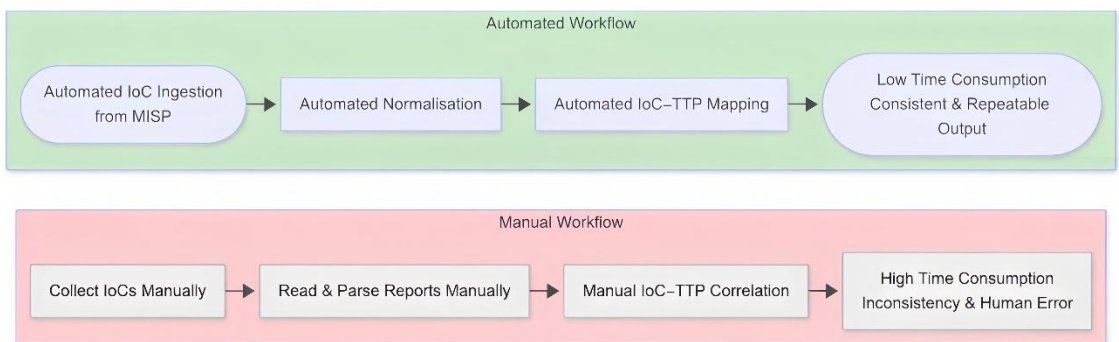 Automated Workflow
Automated IoC Ingestion
from MISP
Automated Normalisation
Automated IoC–TTP Mapping
Low Time Consumption
Consistent & Repeatable
Output
Manual Workflow
Collect IoCs Manually
Read & Parse Reports Manually
Manual IoC–TTP Correlation
High Time Consumption
Inconsistency & Human Error